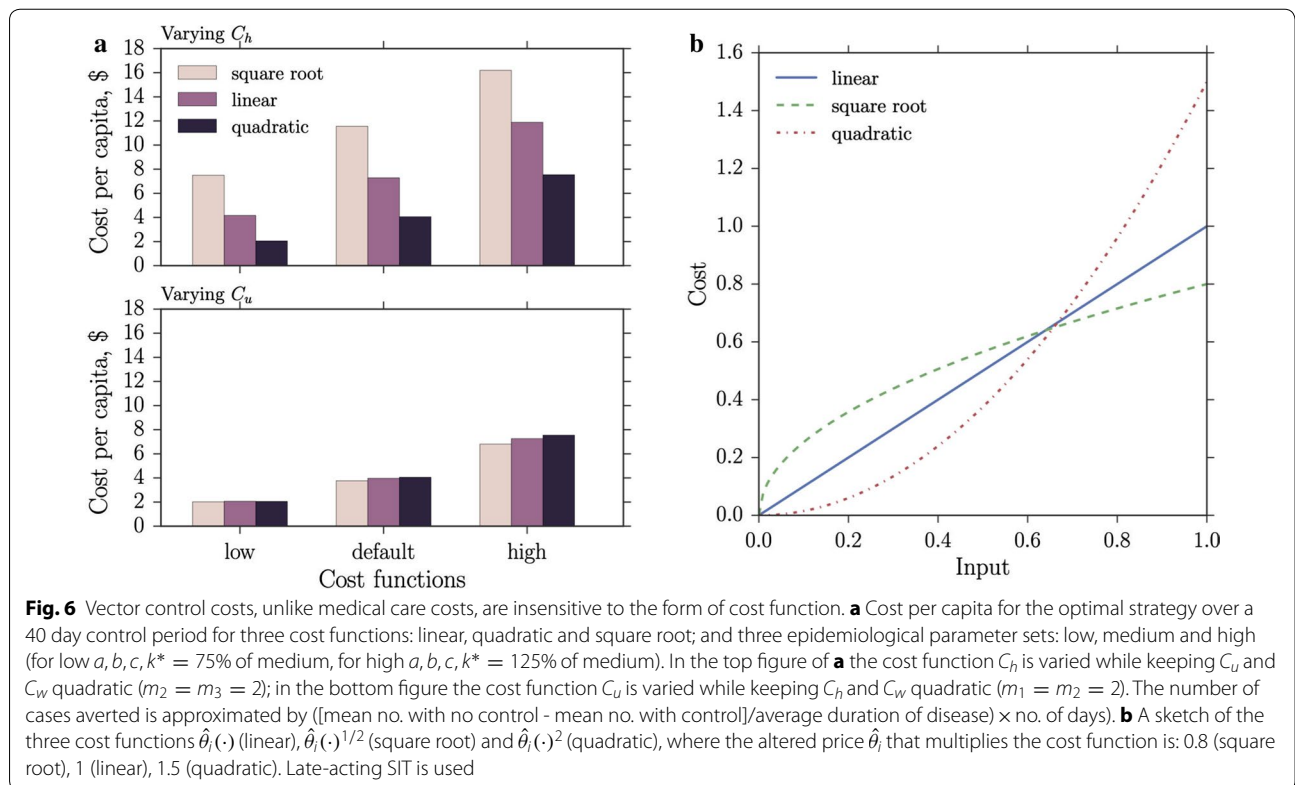 a
Varying C_h
18
16
14
12
10
8
6
4
2
0
Cost per capita, $
square root
linear
quadratic
Varying C_u
18
16
14
12
10
8
6
4
2
0
Cost per capita, $
low default high
Cost functions
b
1.6
1.4
1.2
1.0
0.8
0.6
0.4
0.2
0.0
Cost
linear
square root
quadratic
0.0 0.2 0.4 0.6 0.8 1.0
Input
Fig. 6 Vector control costs, unlike medical care costs, are insensitive to the form of cost function. a Cost per capita for the optimal strategy over a
40 day control period for three cost functions: linear, quadratic and square root; and three epidemiological parameter sets: low, medium and high
(for low a, b, c, k* = 75% of medium, for high a, b, c, k* = 125% of medium). In the top figure of a the cost function C_h is varied while keeping C_u and
C_w quadratic (m_2 = m_3 = 2); in the bottom figure the cost function C_u is varied while keeping C_h and C_w quadratic (m_1 = m_2 = 2). The number of
cases averted is approximated by ([mean no. with no control - mean no. with control]/average duration of disease) × no. of days). b A sketch of the
three cost functions θ̂_i(·) (linear), θ̂_i(·)^1/2 (square root) and θ̂_i(·)^2 (quadratic), where the altered price θ̂_i that multiplies the cost function is: 0.8 (square
root), 1 (linear), 1.5 (quadratic). Late-acting SIT is used